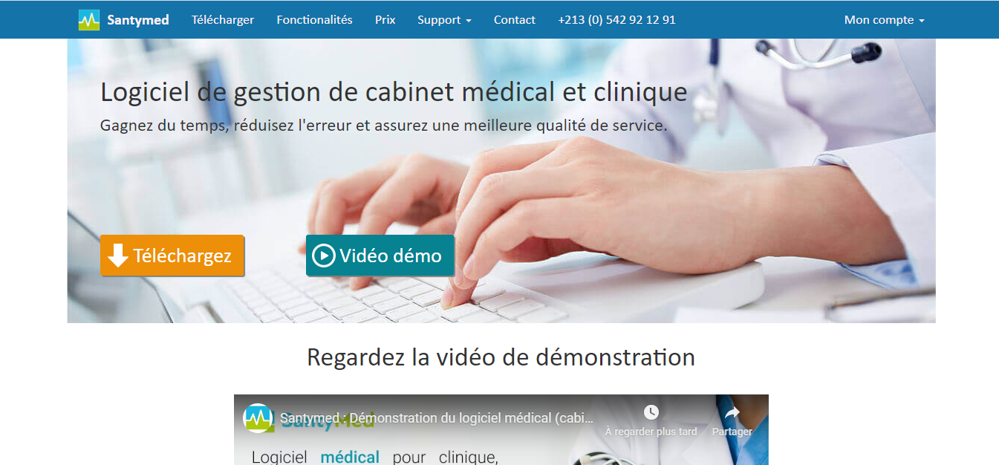 Santymed Télécharger Fonctionalités Prix Support Contact +213 (0) 542 92 12 91 Mon compte
Logiciel de gestion de cabinet médical et clinique
Gagnez du temps, réduisez l'erreur et assurez une meilleure qualité de service.
Téléchargez Vidéo démo
Regardez la vidéo de démonstration
SantyMed
Santymed : Démonstration du logiciel médical (cabi...
À regarder plus tard Partager
Logiciel médical pour clinique,